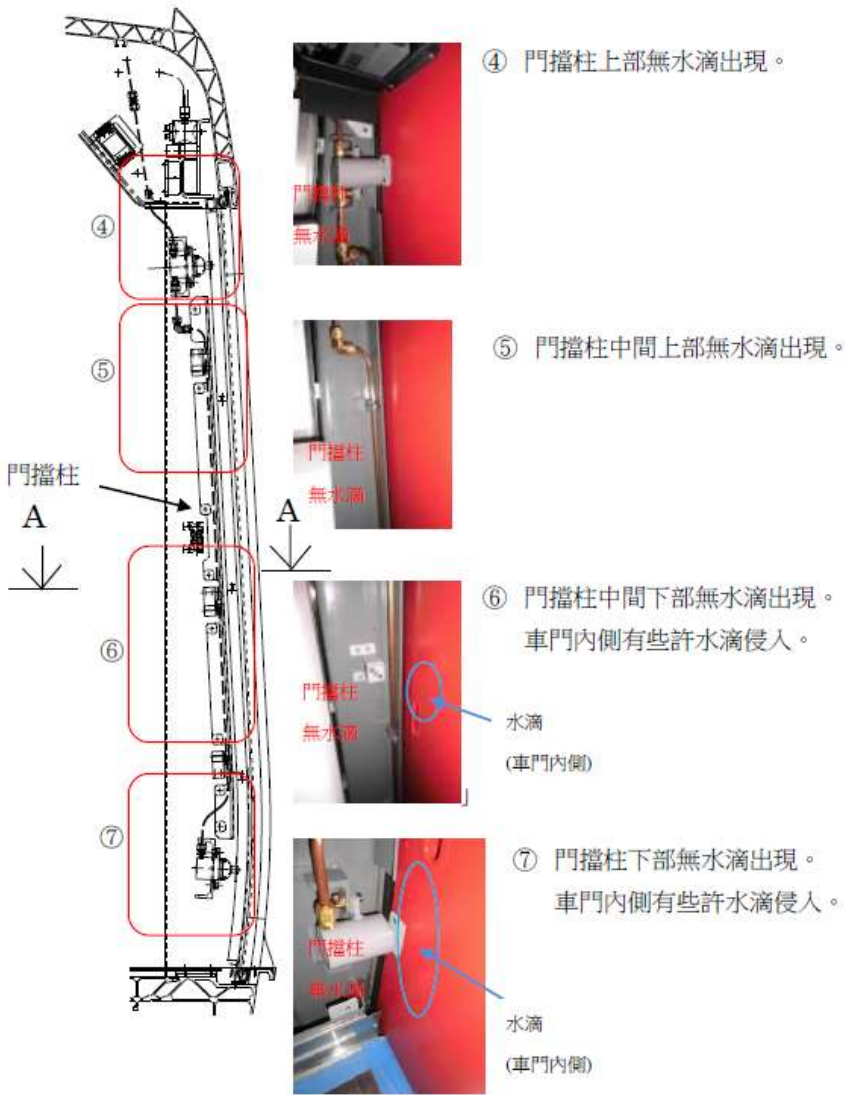 ④ 門擋柱上部無水滴出現。
④
門擋柱
無水滴
⑤ 門擋柱中間上部無水滴出現。
⑤
門擋柱
無水滴
門擋柱
A
A
⑥ 門擋柱中間下部無水滴出現。
車門內側有些許水滴侵入。
⑥
門擋柱
無水滴
水滴
(車門內側)
⑦ 門擋柱下部無水滴出現。
車門內側有些許水滴侵入。
⑦
門擋柱
無水滴
水滴
(車門內側)